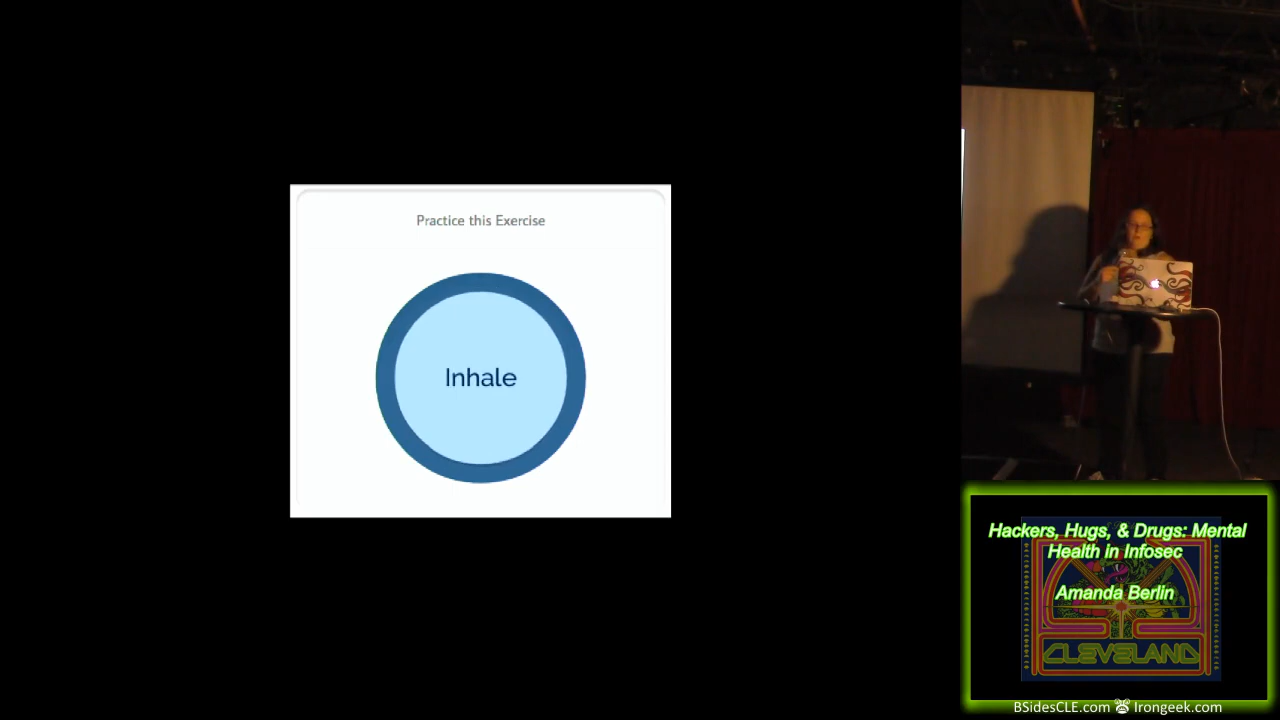 Practice this Exercise
Inhale
Hackers, Hugs, & Drugs: Mental
Health in Infosec
Amanda Berlin
CLEVELAND
BSidesCLE.com Irongeek.com